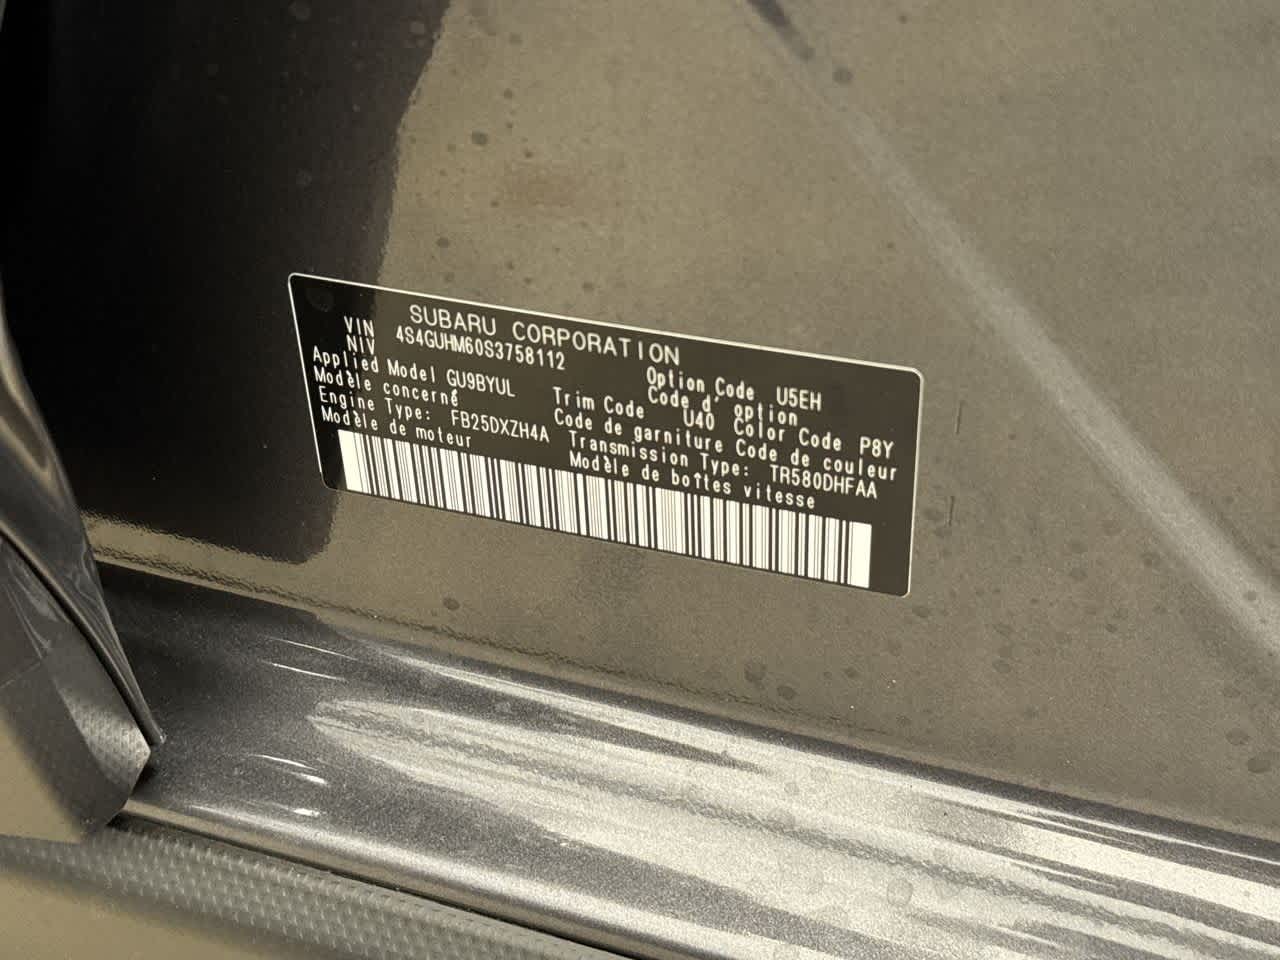 SUBARU CORPORATION
VIN
NIV 4S4GUHM60S3758112
Option Code U5EH
Code d' option
Applied Model GU9BYUL
Modèle concerné
Trim Code U40 Color Code P8Y
Code de garniture Code de couleur
Engine Type: FB25DXZH4A
Modèle de moteur
Transmission Type: TR580DHFAA
Modèle de boîtes vitesse